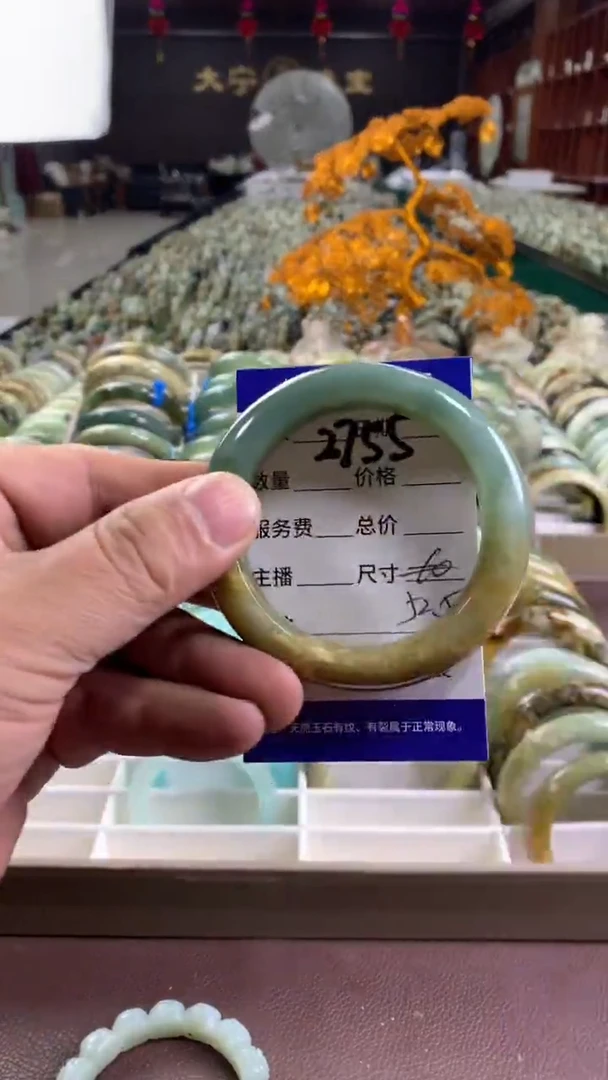 大宁
2755
数量 价格
服务费 总价
主播 尺寸 60
52.5
天然玉石有纹、有裂属于正常现象。